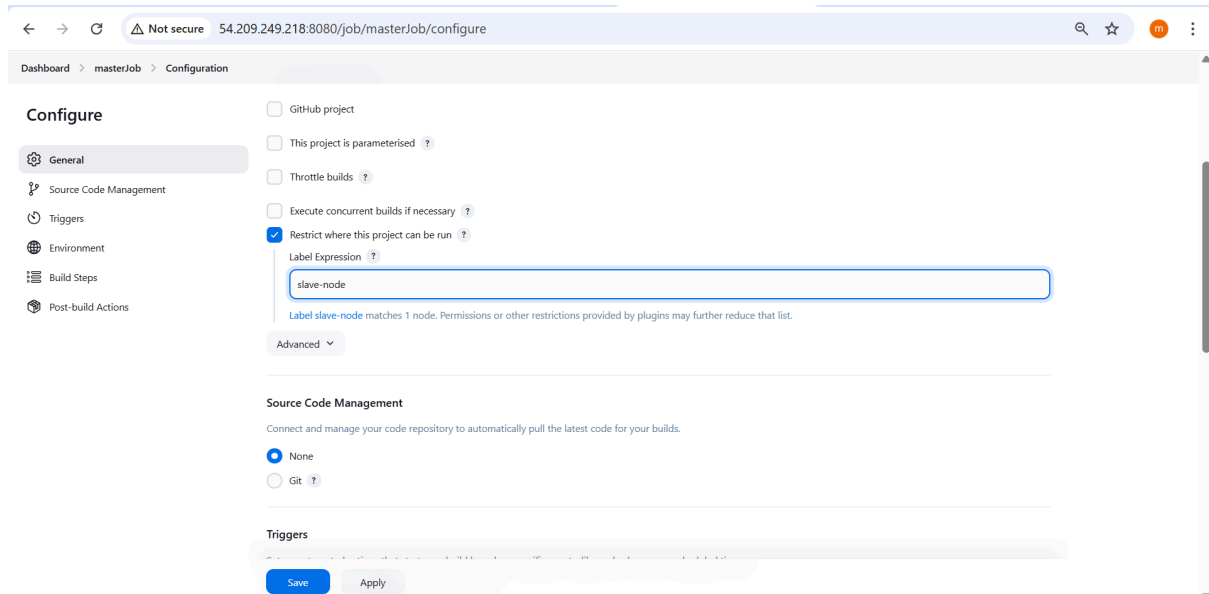 Not secure 54.209.249.218:8080/job/masterJob/configure
m
Dashboard > masterJob > Configuration
Configure
General
Source Code Management
Triggers
Environment
Build Steps
Post-build Actions
GitHub project
This project is parameterised ?
Throttle builds ?
Execute concurrent builds if necessary ?
Restrict where this project can be run ?
Label Expression ?
slave-node
Label slave-node matches 1 node. Permissions or other restrictions provided by plugins may further reduce that list.
Advanced
Source Code Management
Connect and manage your code repository to automatically pull the latest code for your builds.
None
Git ?
Triggers
Save Apply